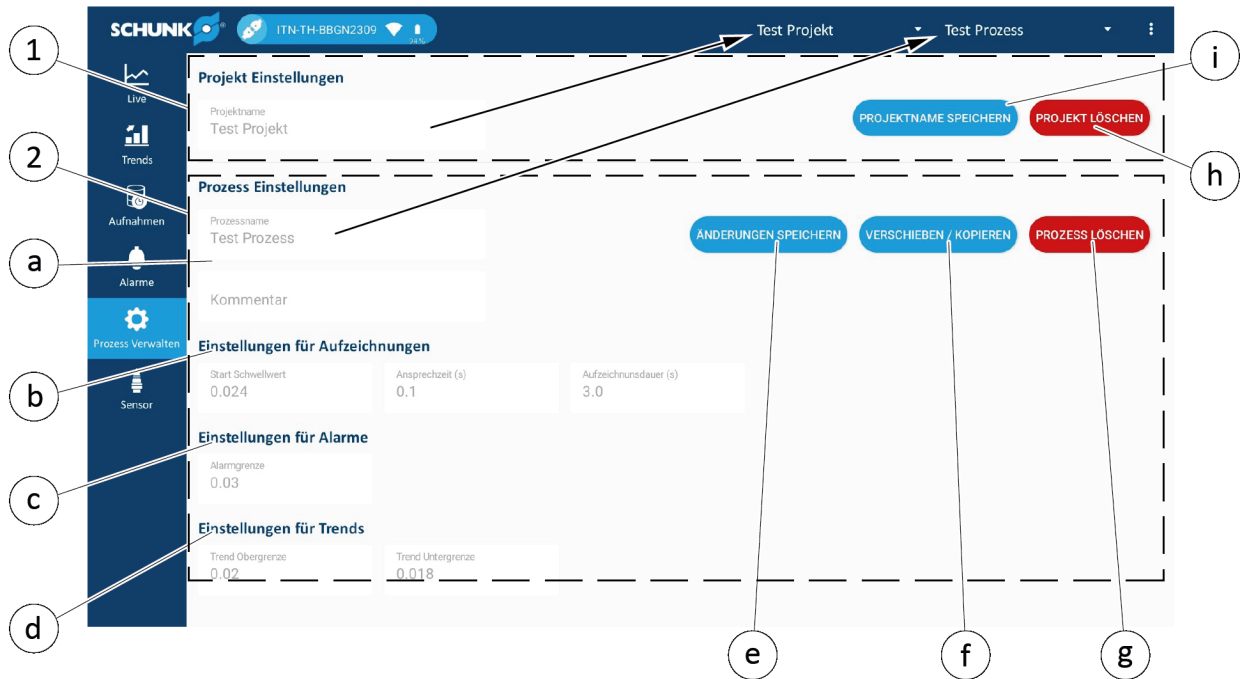 SCHUNK
ITN-TH-BBGN2309
94%
Test Projekt
Test Prozess
1
i
Live
Projekt Einstellungen
Projektname
Test Projekt
PROJEKTNAME SPEICHERN
PROJEKT LÖSCHEN
Trends
2
h
Prozess Einstellungen
Aufnahmen
Prozessname
Test Prozess
ÄNDERUNGEN SPEICHERN
VERSCHIEBEN / KOPIEREN
PROZESS LÖSCHEN
a
Alarme
Kommentar
Prozess Verwalten
Einstellungen für Aufzeichnungen
b
Sensor
Start Schwellwert
0.024
Ansprechzeit (s)
0.1
Aufzeichnunsdauer (s)
3.0
Einstellungen für Alarme
c
Alarmgrenze
0.03
Einstellungen für Trends
Trend Obergrenze
0.02
Trend Untergrenze
0.018
d
e
f
g